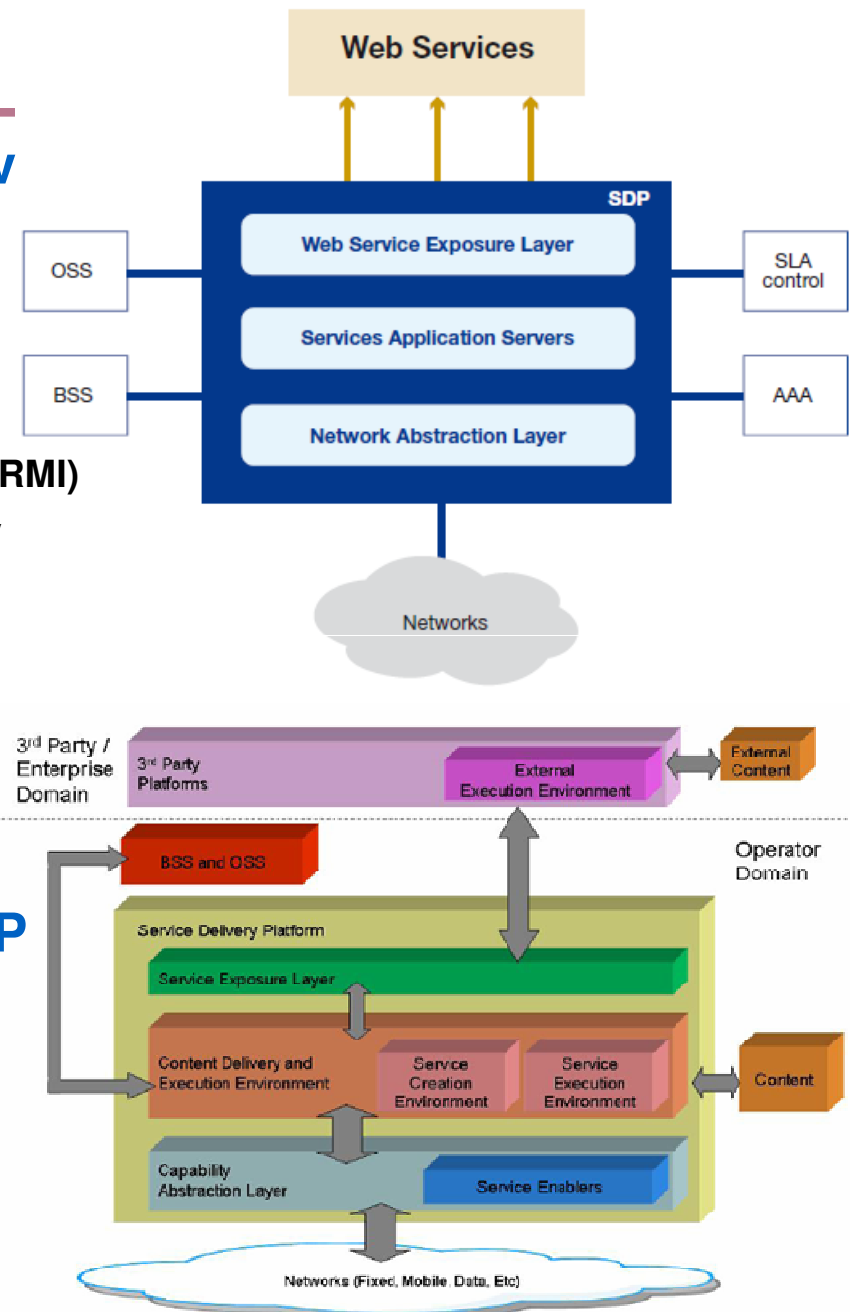 Web Services
v
SDP
Web Service Exposure Layer
OSS
SLA
control
Services Application Servers
BSS
AAA
Network Abstraction Layer
RMI)
Networks
3rd Party /
Enterprise
Domain
3rd Party
Platforms
External
Execution Environment
External
Content
BSS and OSS
Operator
Domain
P
Service Delivery Platform
Service Exposure Layer
Content Delivery and
Execution Environment
Service
Creation
Environment
Service
Execution
Environment
Content
Capability
Abstraction Layer
Service Enablers
Networks (Fixed, Mobile, Data, Etc)